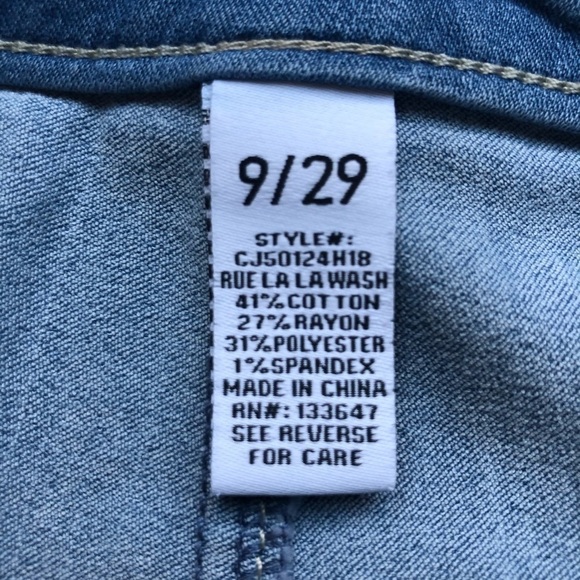 9/29
STYLE#:
CJ50124H18
RUE LA LA WASH
41% COTTON
27% RAYON
31% POLYESTER
1% SPANDEX
MADE IN CHINA
RN#: 133647
SEE REVERSE
FOR CARE